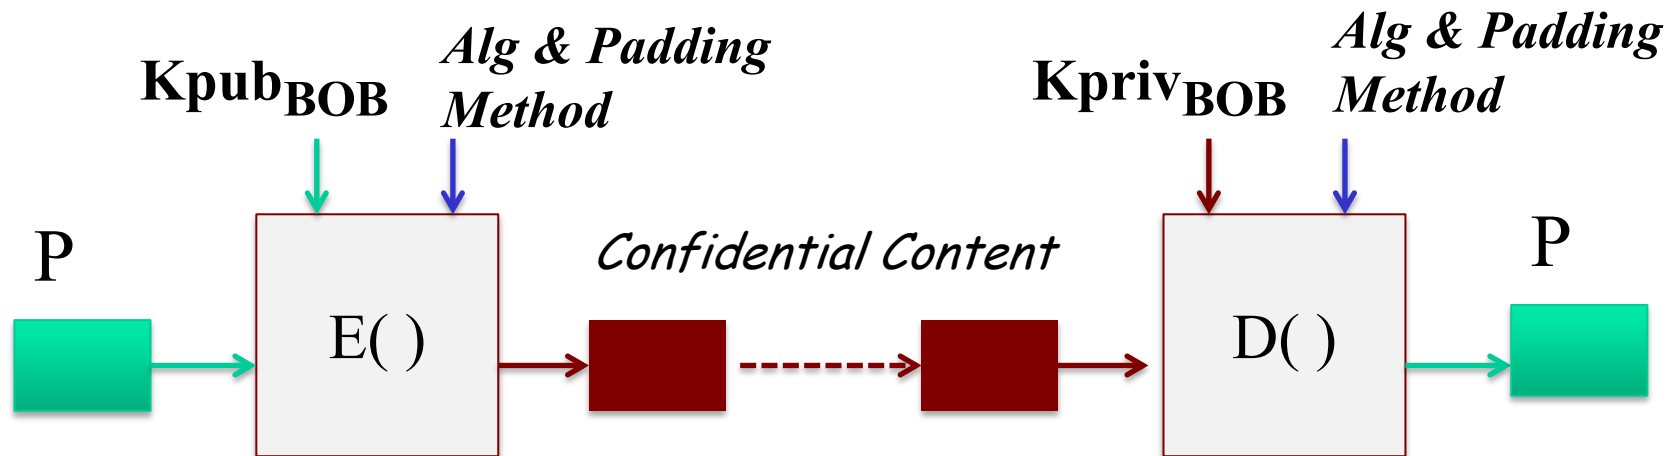 Kpub_BOB
Alg & Padding
Method
Kpriv_BOB
Alg & Padding
Method
P
Confidential Content
P
E( )
D( )